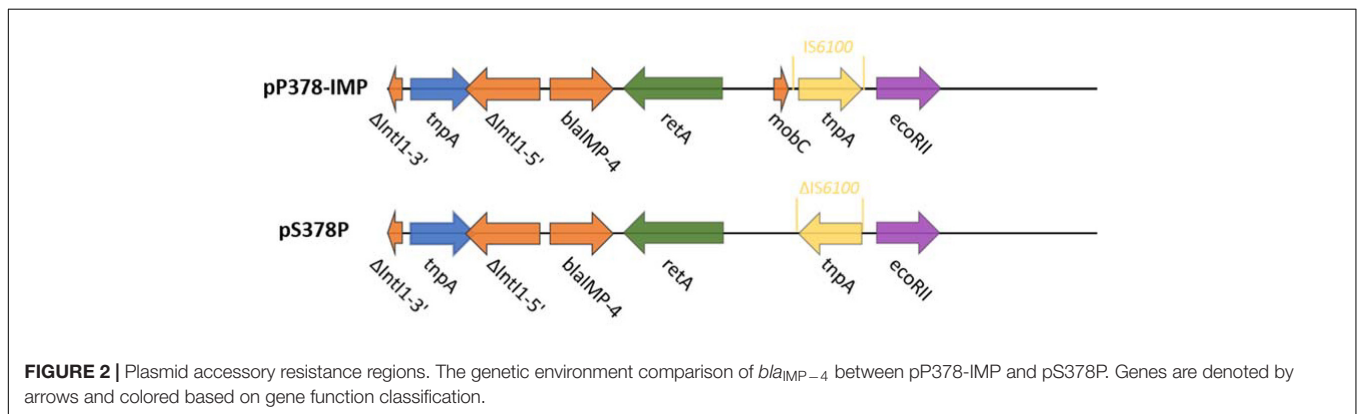 IS6100
pP378-IMP
ΔIntI1-3'
tnpA
ΔIntI1-5'
blaIMP-4
retA
mobC
tnpA
ecoRII
ΔIS6100
pS378P
ΔIntI1-3'
tnpA
ΔIntI1-5'
blaIMP-4
retA
tnpA
ecoRII
FIGURE 2 | Plasmid accessory resistance regions. The genetic environment comparison of blaIMP−4 between pP378-IMP and pS378P. Genes are denoted by
arrows and colored based on gene function classification.